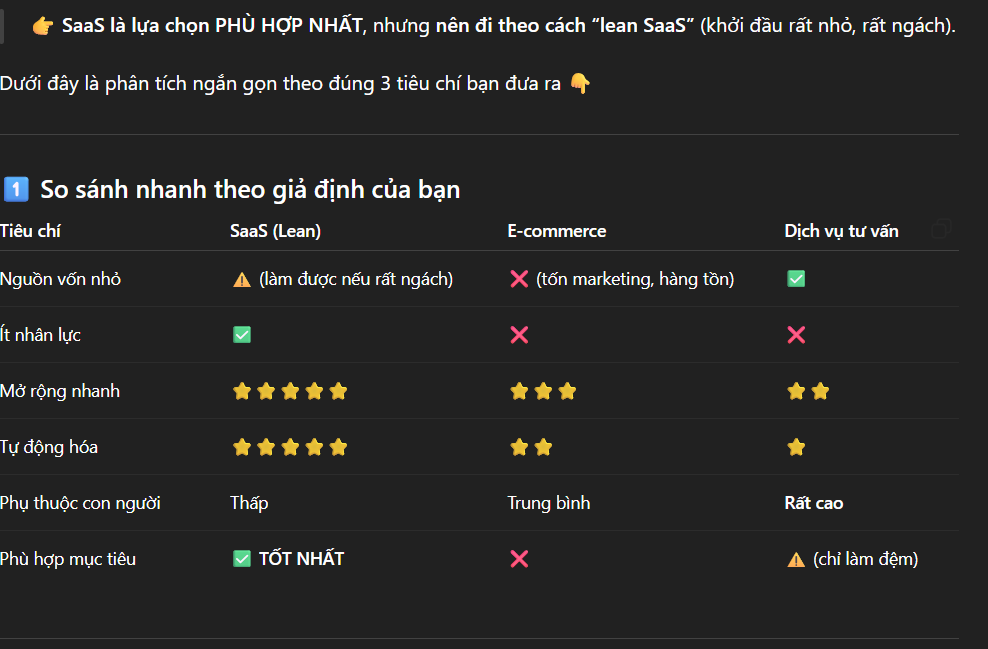 👉 SaaS là lựa chọn PHÙ HỢP NHẤT, nhưng nên đi theo cách “lean SaaS” (khởi đầu rất nhỏ, rất ngách).
Dưới đây là phân tích ngắn gọn theo đúng 3 tiêu chí bạn đưa ra 👇
1️⃣ So sánh nhanh theo giả định của bạn
Tiêu chí SaaS (Lean) E-commerce Dịch vụ tư vấn
Nguồn vốn nhỏ ⚠️ (làm được nếu rất ngách) ❌ (tốn marketing, hàng tồn) ✅
Ít nhân lực ✅ ❌ ❌
Mở rộng nhanh ⭐⭐⭐⭐⭐ ⭐⭐⭐ ⭐⭐
Tự động hóa ⭐⭐⭐⭐⭐ ⭐⭐ ⭐
Phụ thuộc con người Thấp Trung bình Rất cao
Phù hợp mục tiêu ✅ TỐT NHẤT ❌ ⚠️ (chỉ làm đệm)